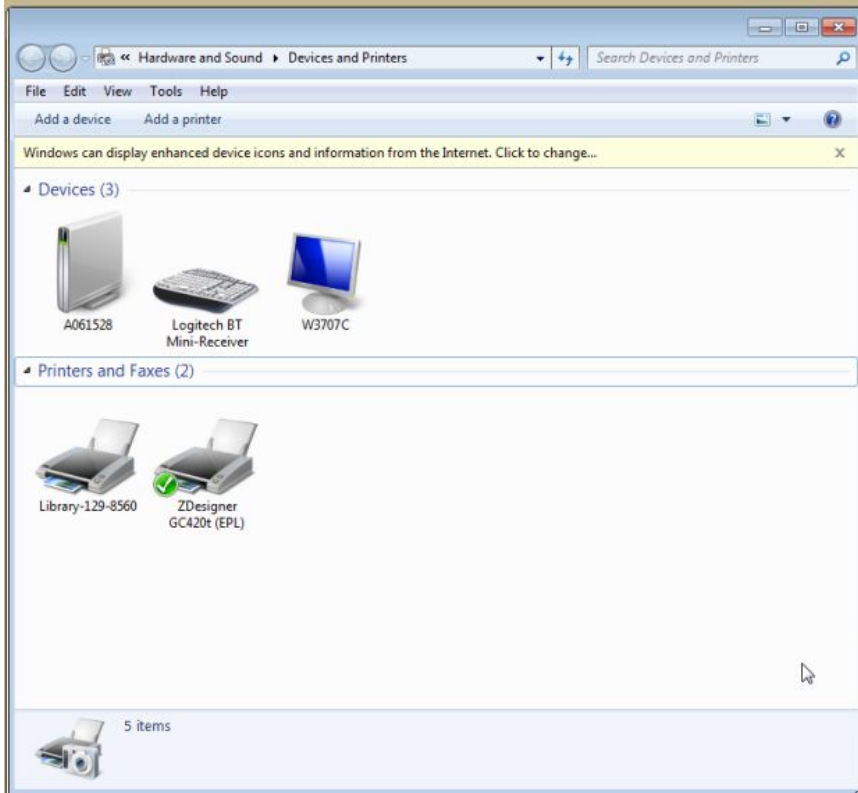 « Hardware and Sound ▸ Devices and Printers
Search Devices and Printers
File Edit View Tools Help
Add a device Add a printer
Windows can display enhanced device icons and information from the Internet. Click to change...
Devices (3)
A061528
Logitech BT
Mini-Receiver
W3707C
Printers and Faxes (2)
Library-129-8560
ZDesigner
GC420t (EPL)
5 items